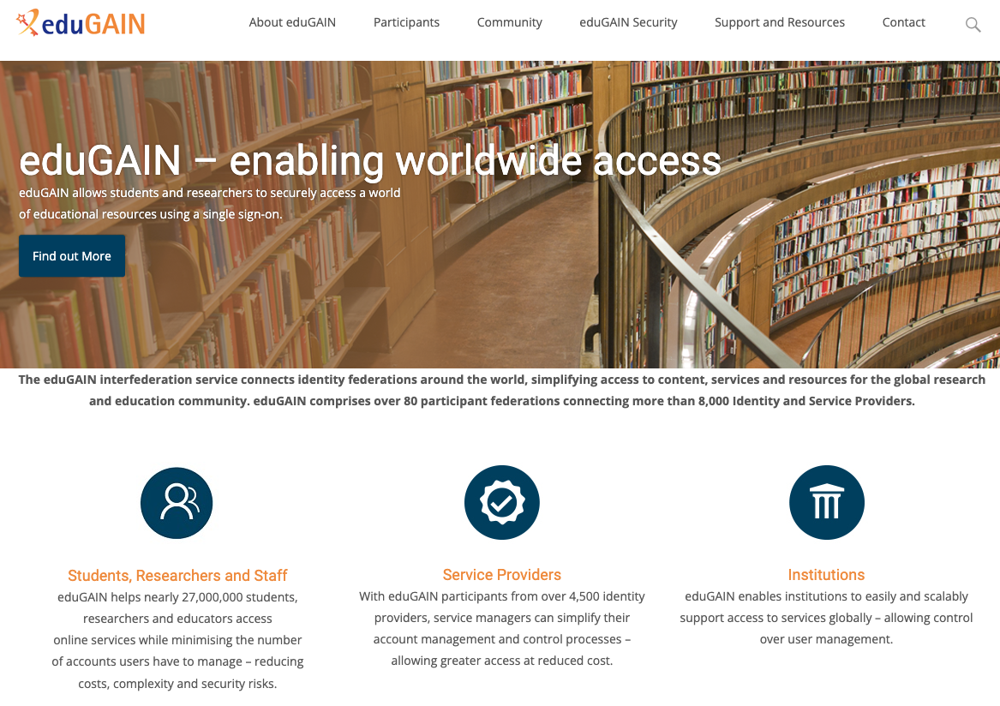 eduGAIN
About eduGAIN
Participants
Community
eduGAIN Security
Support and Resources
Contact
eduGAIN – enabling worldwide access
eduGAIN allows students and researchers to securely access a world
of educational resources using a single sign-on.
Find out More
The eduGAIN interfederation service connects identity federations around the world, simplifying access to content, services and resources for the global research
and education community. eduGAIN comprises over 80 participant federations connecting more than 8,000 Identity and Service Providers.
Students, Researchers and Staff
eduGAIN helps nearly 27,000,000 students,
researchers and educators access
online services while minimising the number
of accounts users have to manage – reducing
costs, complexity and security risks.
Service Providers
With eduGAIN participants from over 4,500 identity
providers, service managers can simplify their
account management and control processes –
allowing greater access at reduced cost.
Institutions
eduGAIN enables institutions to easily and scalably
support access to services globally – allowing control
over user management.